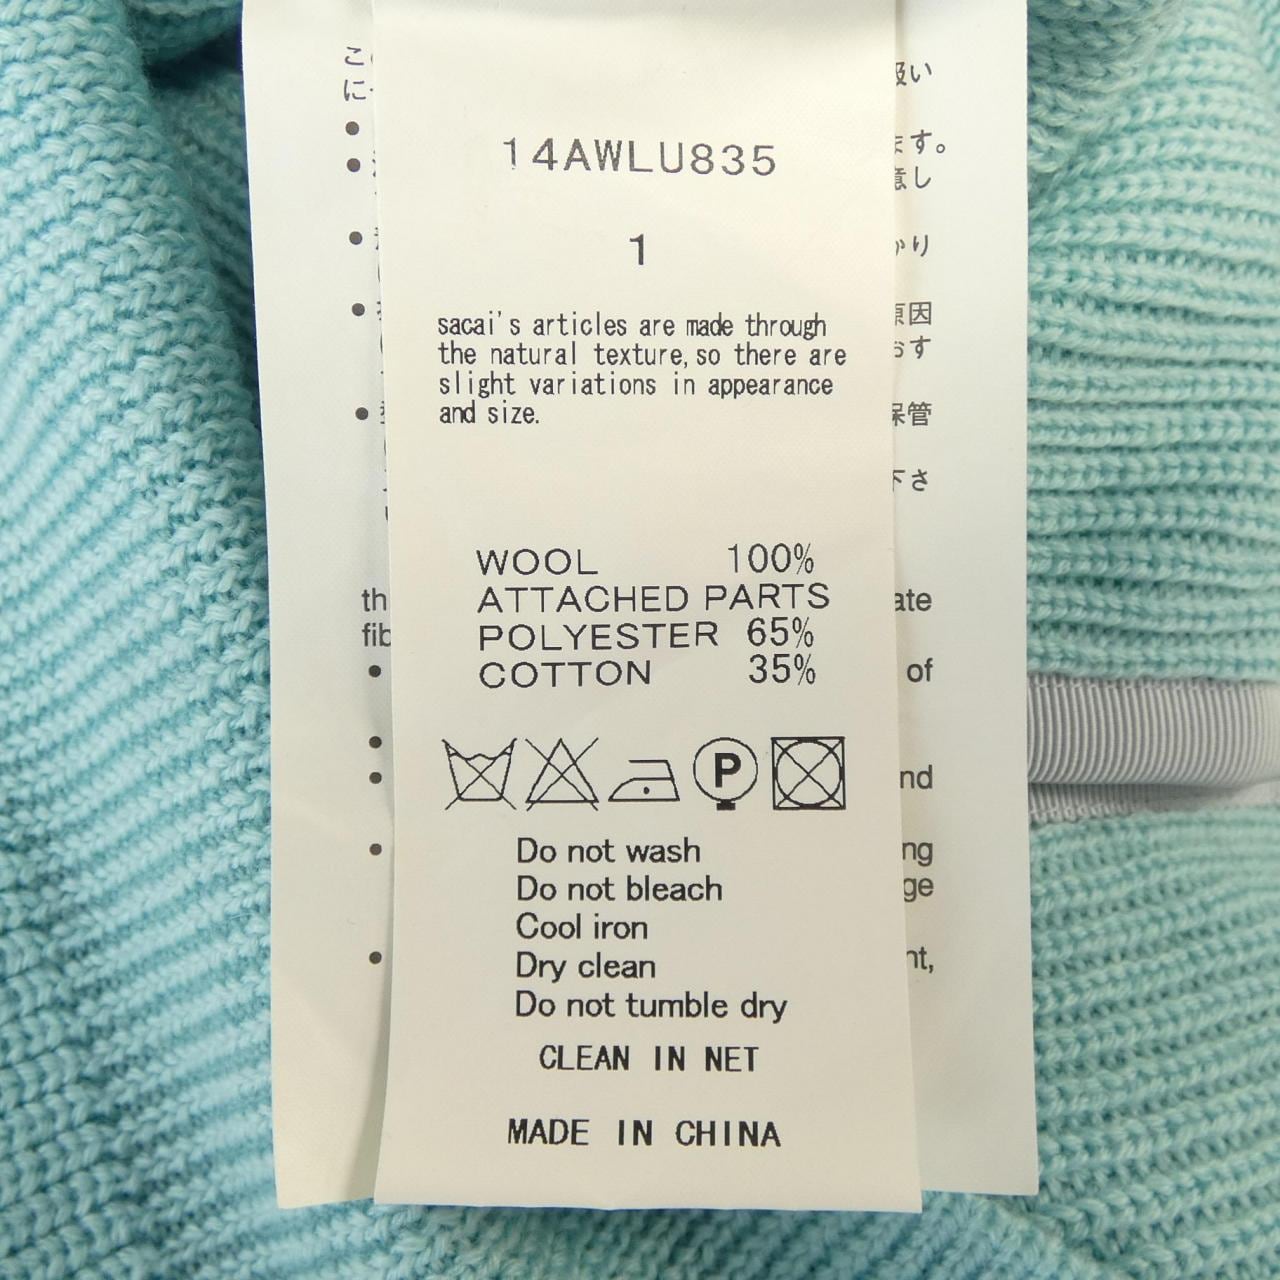 14AWLU835
1
sacai's articles are made through
the natural texture, so there are
slight variations in appearance
and size.
WOOL 100%
ATTACHED PARTS
POLYESTER 65%
COTTON 35%
P
Do not wash
Do not bleach
Cool iron
Dry clean
Do not tumble dry
CLEAN IN NET
MADE IN CHINA
of